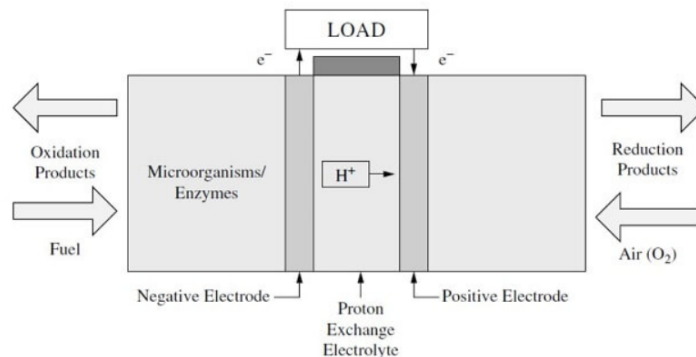 LOAD
e⁻
e⁻
Oxidation
Products
Microorganisms/
Enzymes
H⁺
Reduction
Products
Fuel
Air (O₂)
Negative Electrode
Proton
Exchange
Electrolyte
Positive Electrode